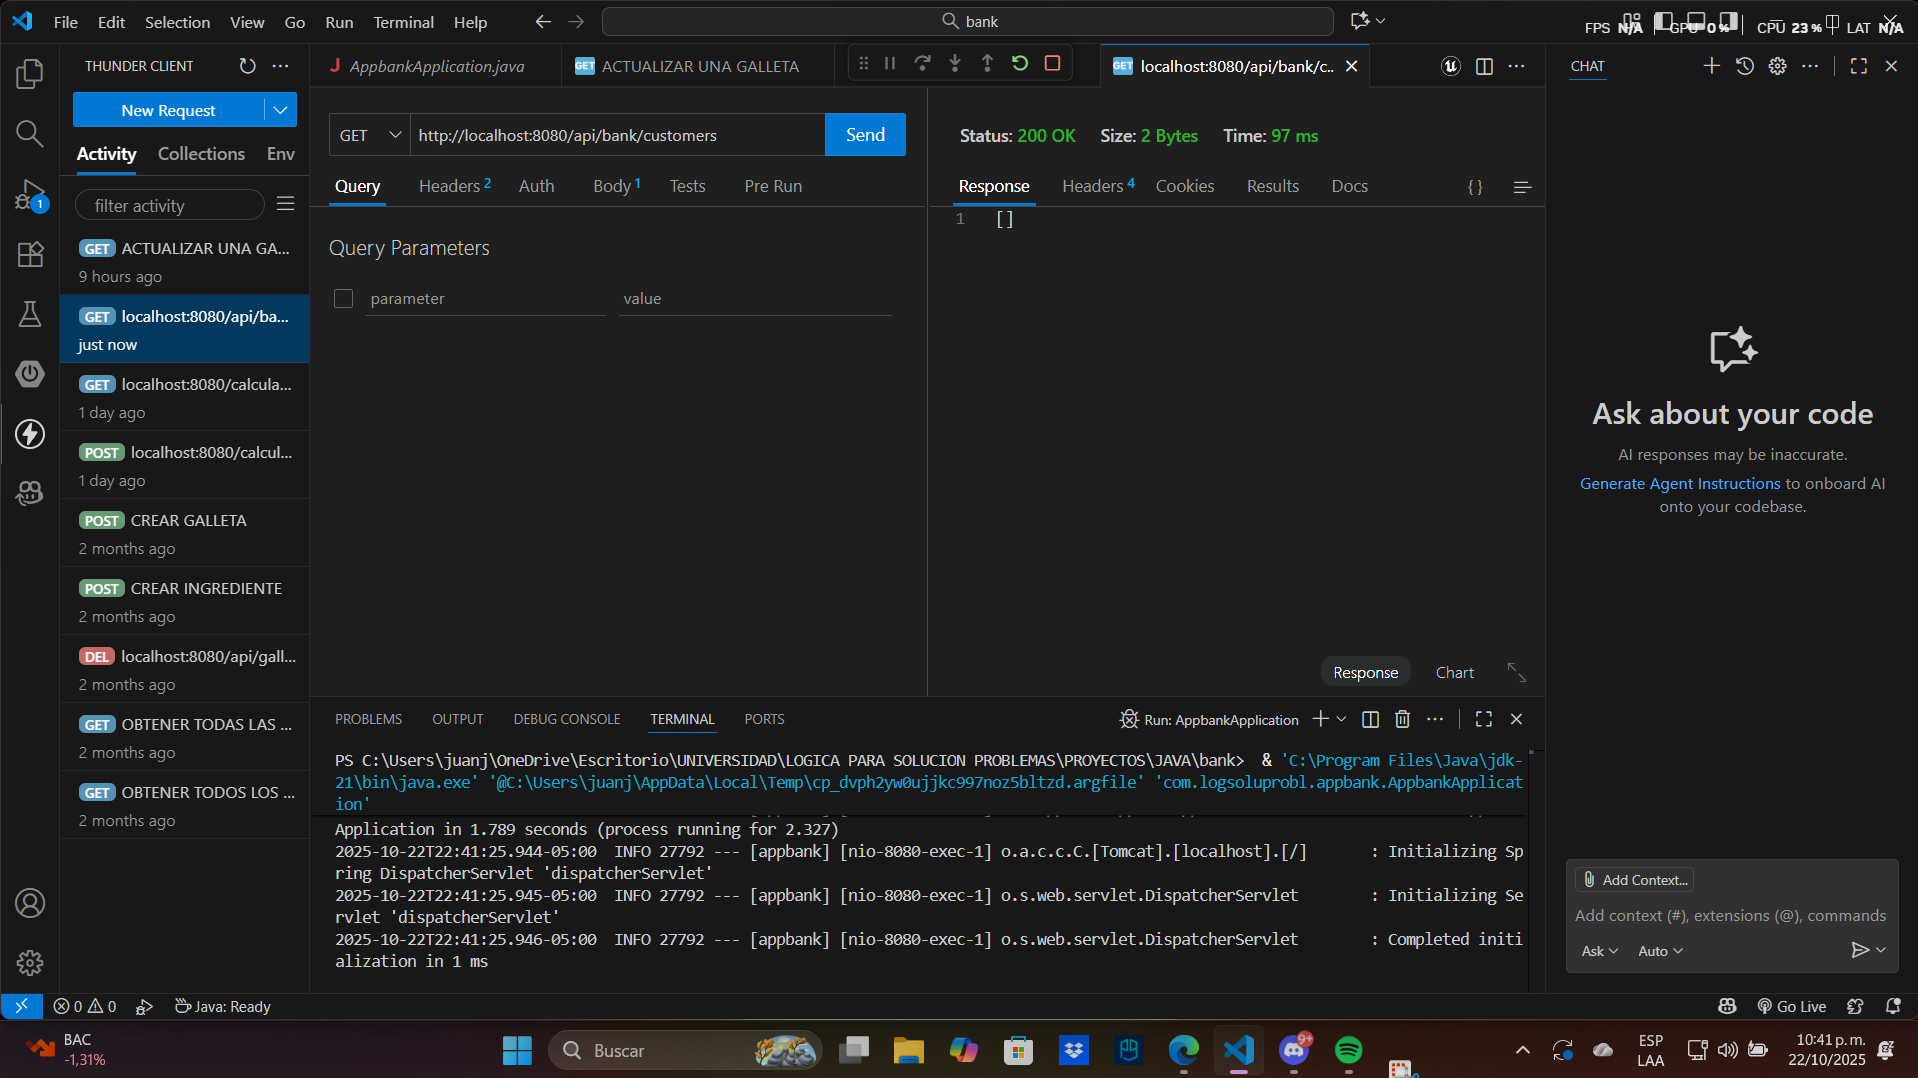 File Edit Selection View Go Run Terminal Help
bank
FPS N/A GPU 0% CPU 23% LAT N/A
THUNDER CLIENT
New Request
Activity Collections Env
filter activity
GET ACTUALIZAR UNA GA...
9 hours ago
GET localhost:8080/api/ba...
just now
GET localhost:8080/calcula...
1 day ago
POST localhost:8080/calcul...
1 day ago
POST CREAR GALLETA
2 months ago
POST CREAR INGREDIENTE
2 months ago
DEL localhost:8080/api/gall...
2 months ago
GET OBTENER TODAS LAS ...
2 months ago
GET OBTENER TODOS LOS ...
2 months ago
J AppbankApplication.java
GET ACTUALIZAR UNA GALLETA
GET localhost:8080/api/bank/c..
GET http://localhost:8080/api/bank/customers Send
Query Headers 2 Auth Body 1 Tests Pre Run
Query Parameters
parameter value
Status: 200 OK Size: 2 Bytes Time: 97 ms
Response Headers 4 Cookies Results Docs { }
1 []
Response Chart
PROBLEMS OUTPUT DEBUG CONSOLE TERMINAL PORTS
Run: AppbankApplication
PS C:\Users\juanj\OneDrive\Escritorio\UNIVERSIDAD\LOGICA PARA SOLUCION PROBLEMAS\PROYECTOS\JAVA\bank> & 'C:\Program Files\Java\jdk-
21\bin\java.exe' '@C:\Users\juanj\AppData\Local\Temp\cp_dvph2yw0ujjkc997noz5bltzd.argfile' 'com.logsoluprobl.appbank.AppbankApplicat
ion'
Application in 1.789 seconds (process running for 2.327)
2025-10-22T22:41:25.944-05:00 INFO 27792 --- [appbank] [nio-8080-exec-1] o.a.c.c.C.[Tomcat].[localhost].[/] : Initializing Sp
ring DispatcherServlet 'dispatcherServlet'
2025-10-22T22:41:25.945-05:00 INFO 27792 --- [appbank] [nio-8080-exec-1] o.s.web.servlet.DispatcherServlet : Initializing Se
rvlet 'dispatcherServlet'
2025-10-22T22:41:25.946-05:00 INFO 27792 --- [appbank] [nio-8080-exec-1] o.s.web.servlet.DispatcherServlet : Completed initi
alization in 1 ms
CHAT
Ask about your code
AI responses may be inaccurate.
Generate Agent Instructions to onboard AI
onto your codebase.
Add Context...
Add context (#), extensions (@), commands
Ask Auto
1
0 0 Java: Ready
Go Live
BAC
-1,31%
Buscar
9+
ESP
LAA
10:41 p. m.
22/10/2025